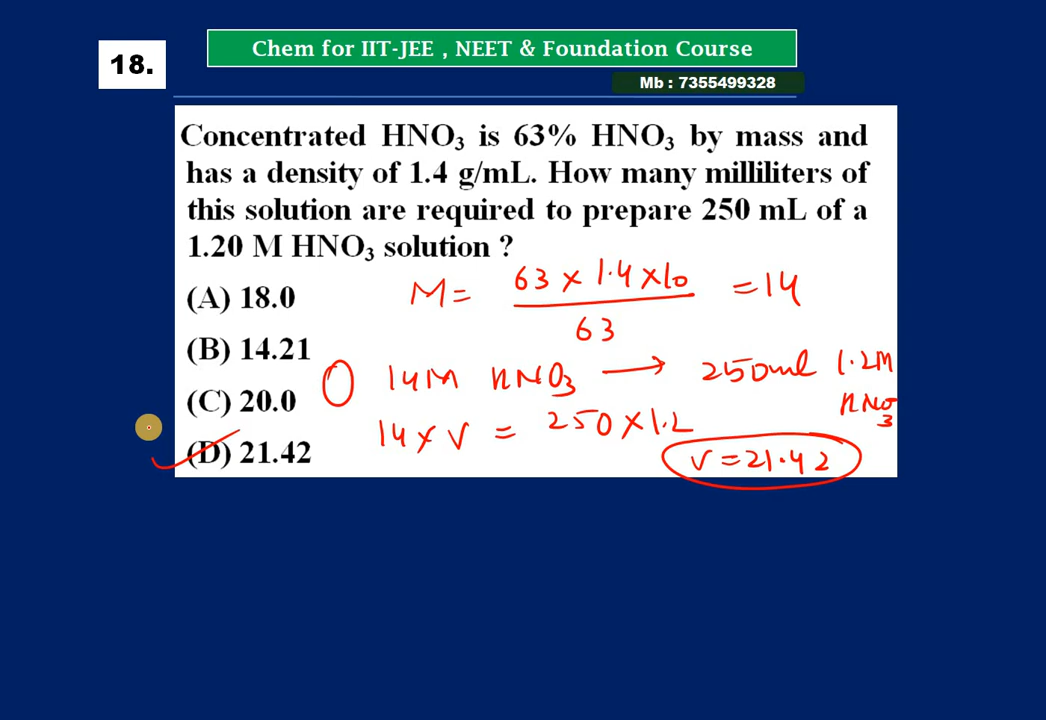 18.
Chem for IIT-JEE , NEET & Foundation Course
Mb : 7355499328
Concentrated HNO₃ is 63% HNO₃ by mass and
has a density of 1.4 g/mL. How many milliliters of
this solution are required to prepare 250 mL of a
1.20 M HNO₃ solution ?
(A) 18.0
M = 63 × 1.4 × 10 / 63 = 14
(B) 14.21
14M HNO₃ → 250ml 1.2M HNO₃
(C) 20.0
14 × V = 250 × 1.2
(D) 21.42
V = 21.42